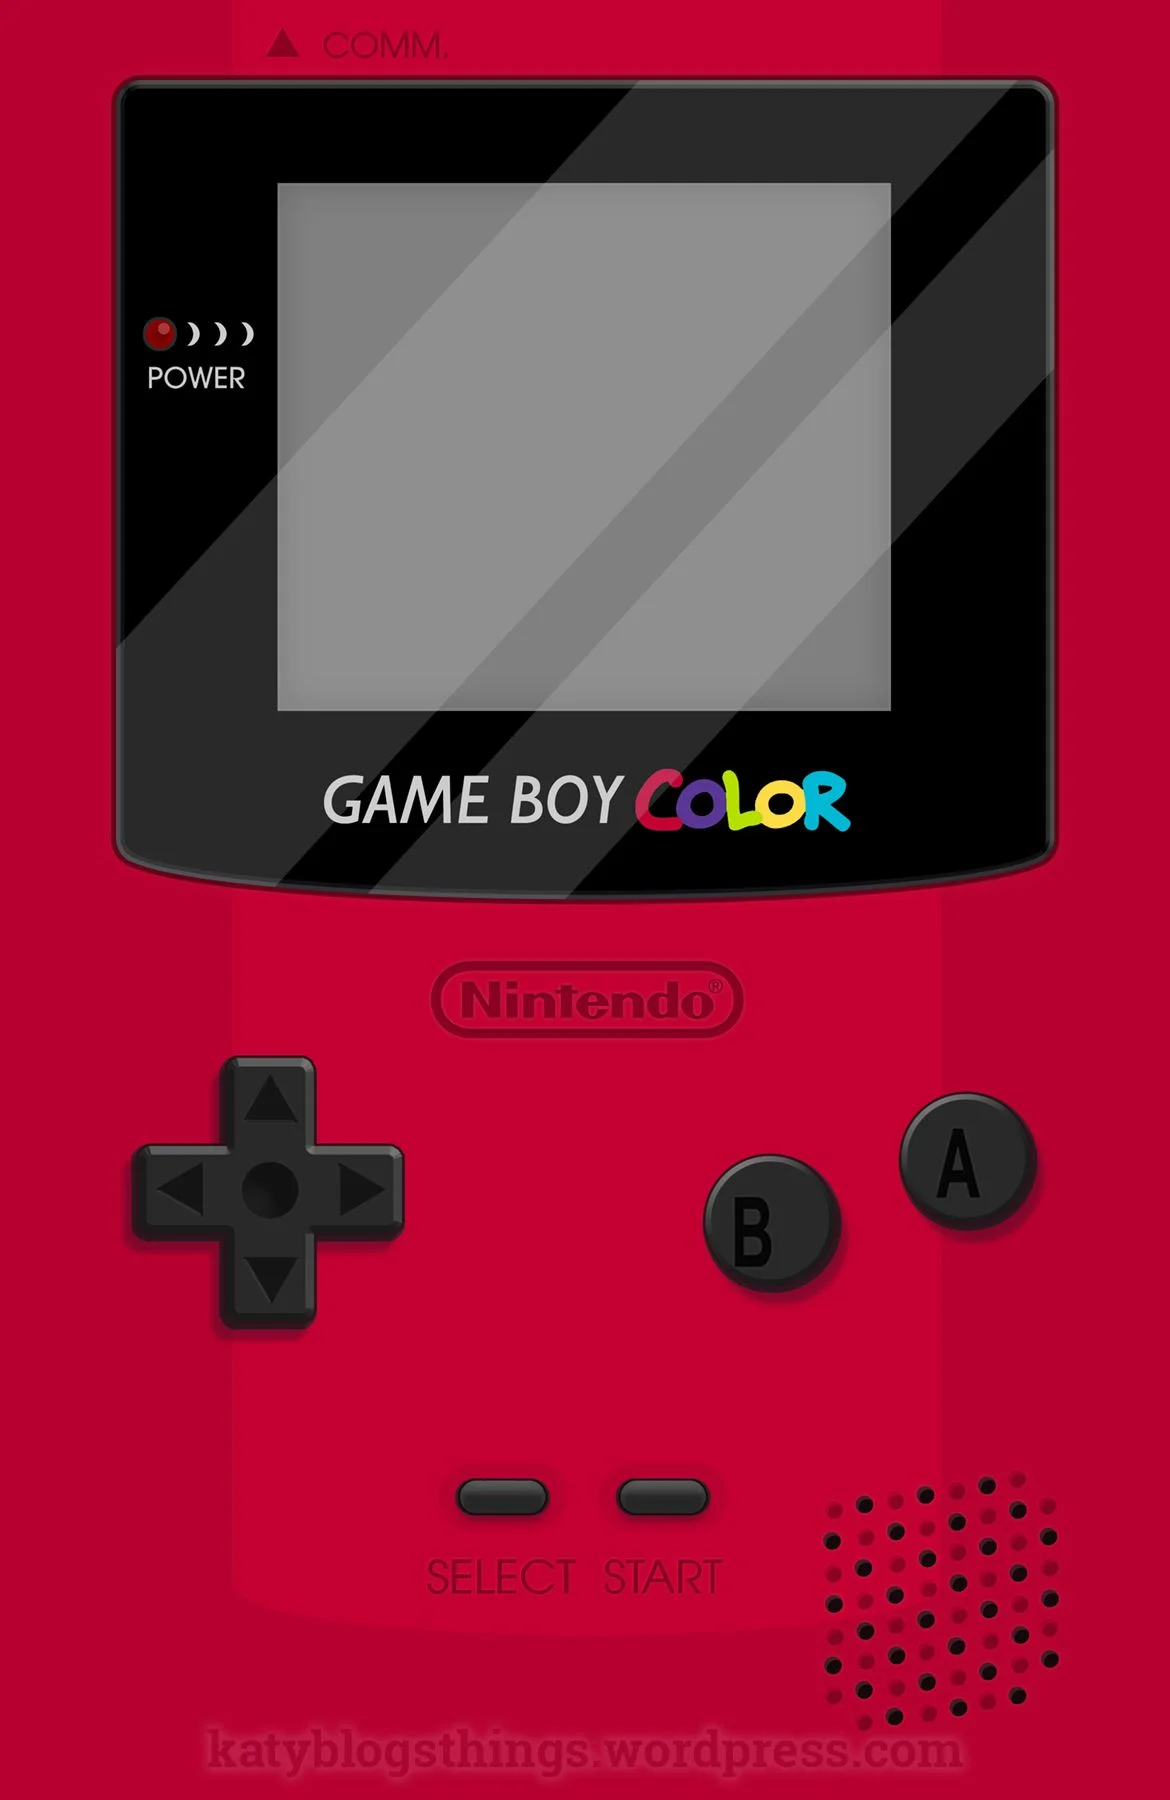 ▲ COMM.
POWER
GAME BOY COLOR
Nintendo®
A
B
SELECT START
katyblogsthings.wordpress.com